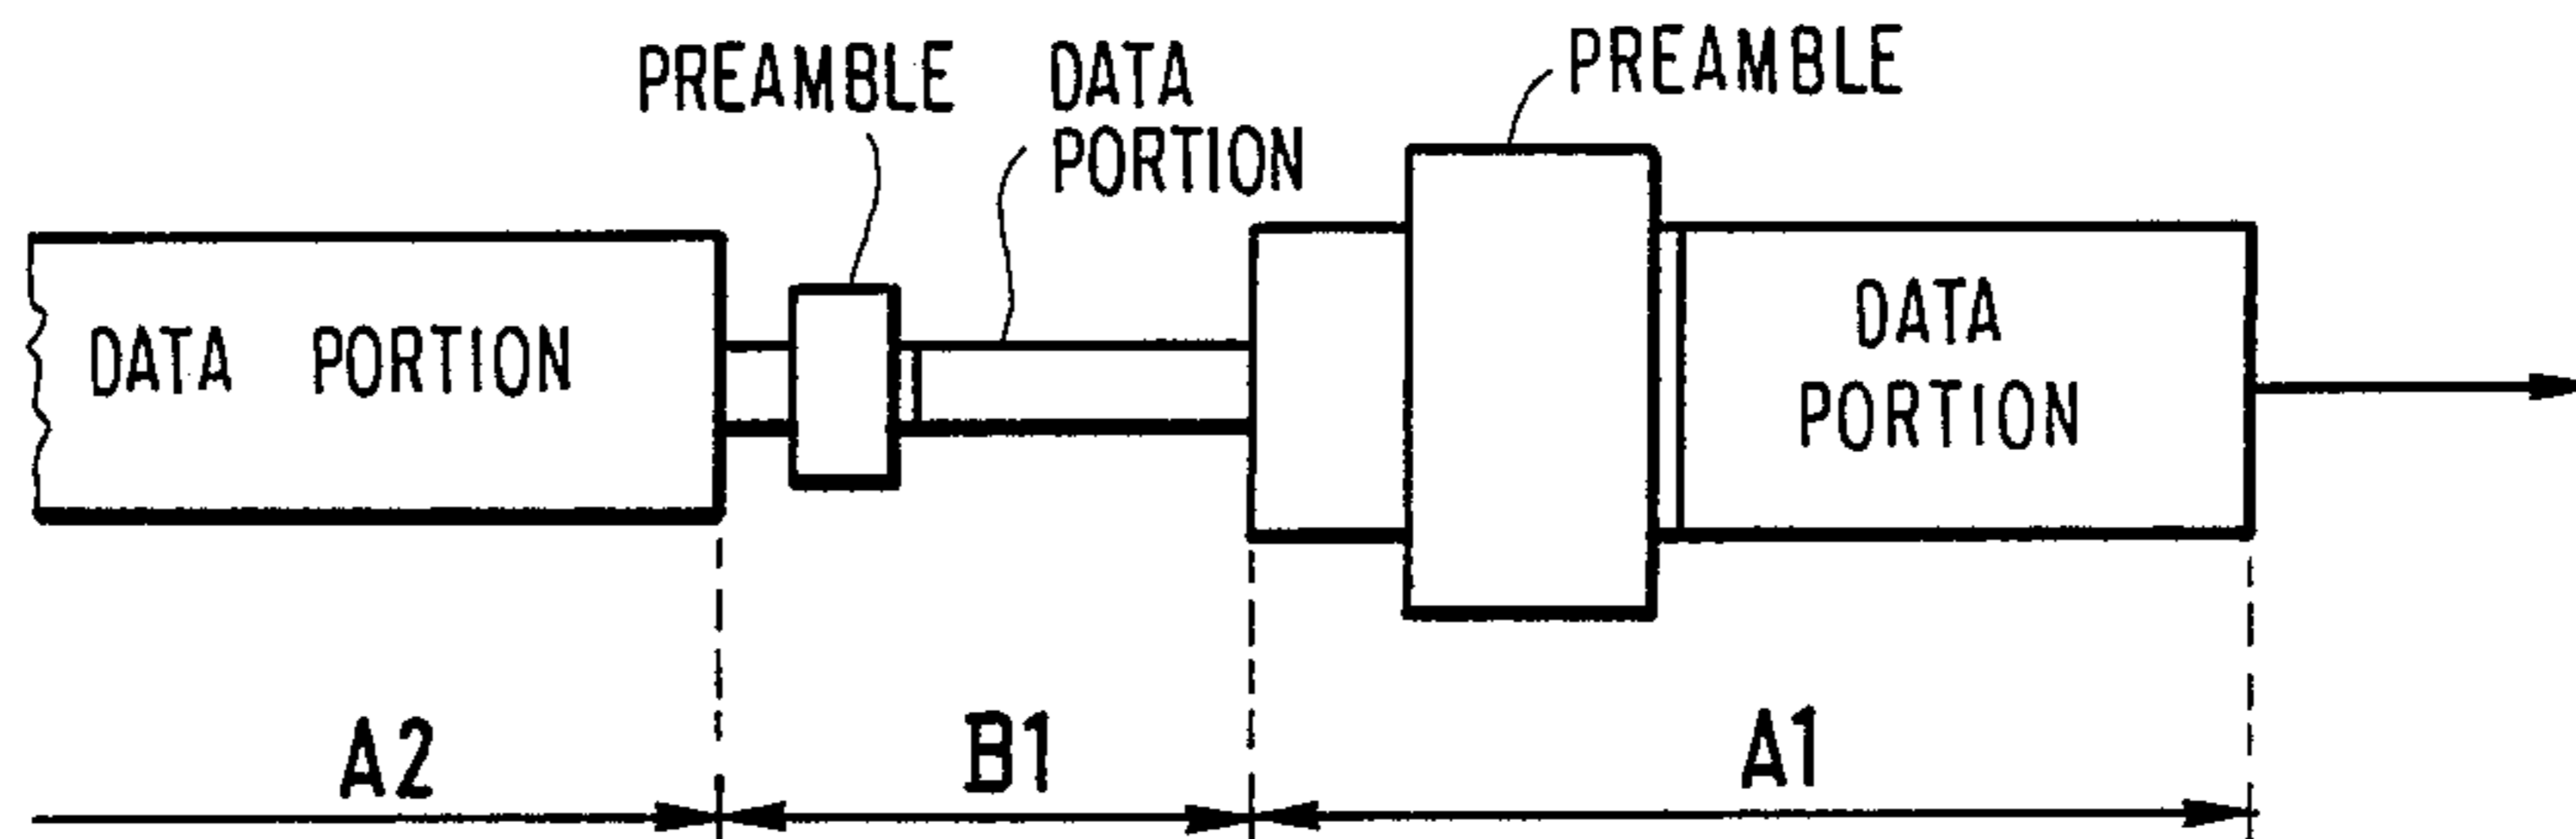 PREAMBLE
DATA
PORTION
PREAMBLE
DATA PORTION
DATA
PORTION
A2
B1
A1